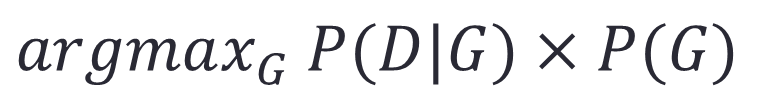 argmax_G P(D|G) × P(G)